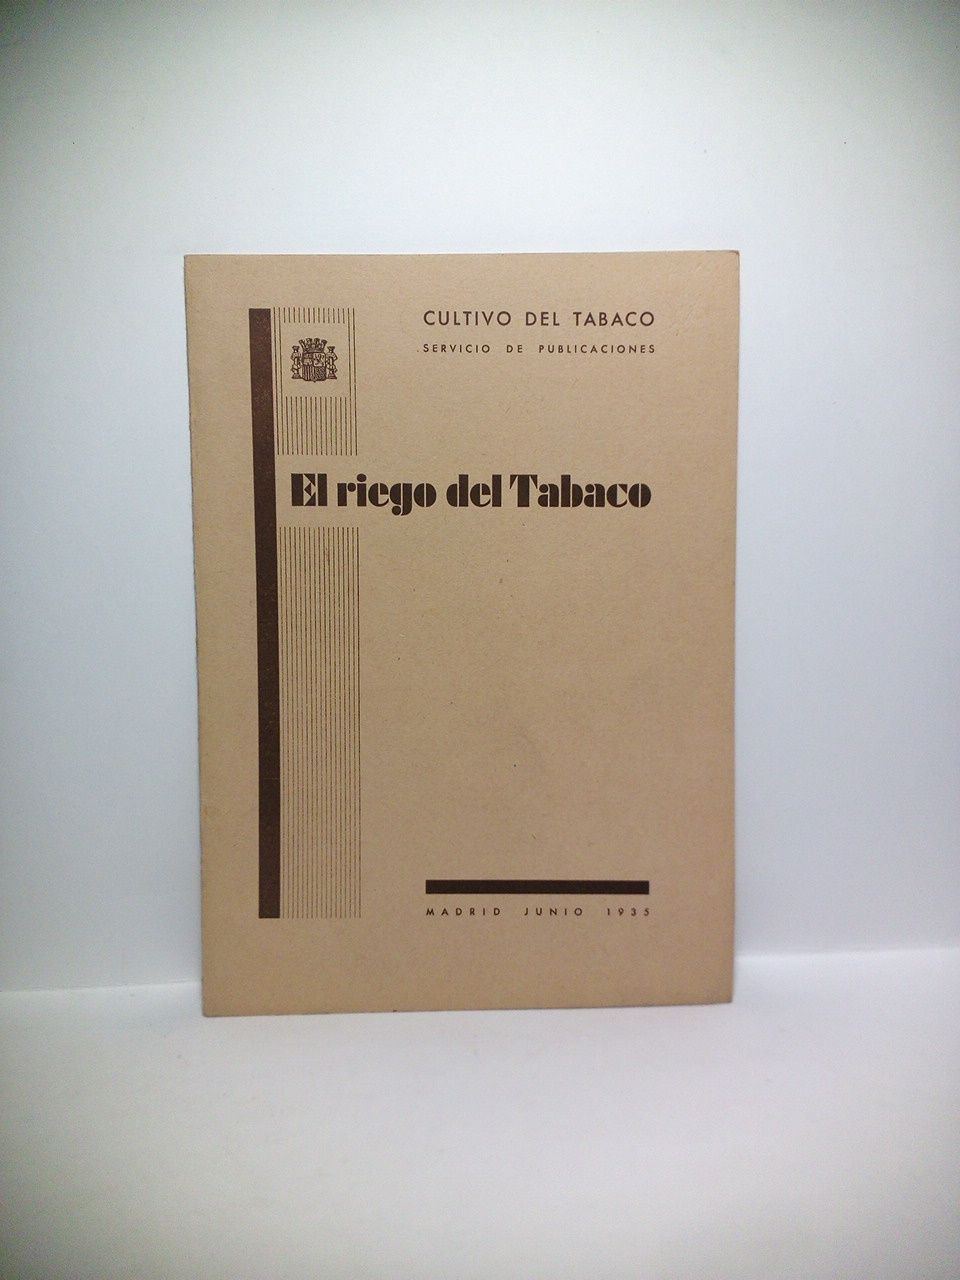 CULTIVO DEL TABACO
SERVICIO DE PUBLICACIONES
El riego del Tabaco
MADRID JUNIO 1935